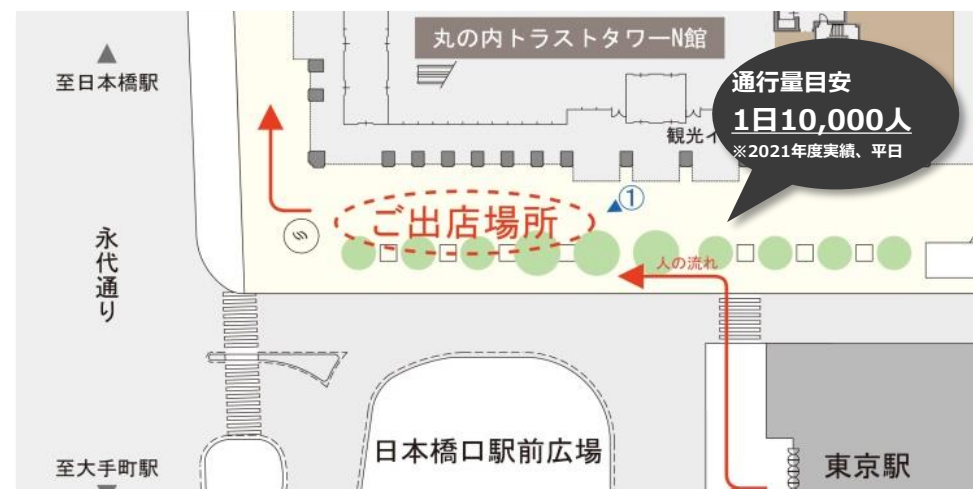 丸の内トラストタワーN館
至日本橋駅
通行量目安
1日10,000人
※2021年度実績、平日
観光イ
①
ご出店場所
人の流れ
永代通り
日本橋口駅前広場
至大手町駅
東京駅